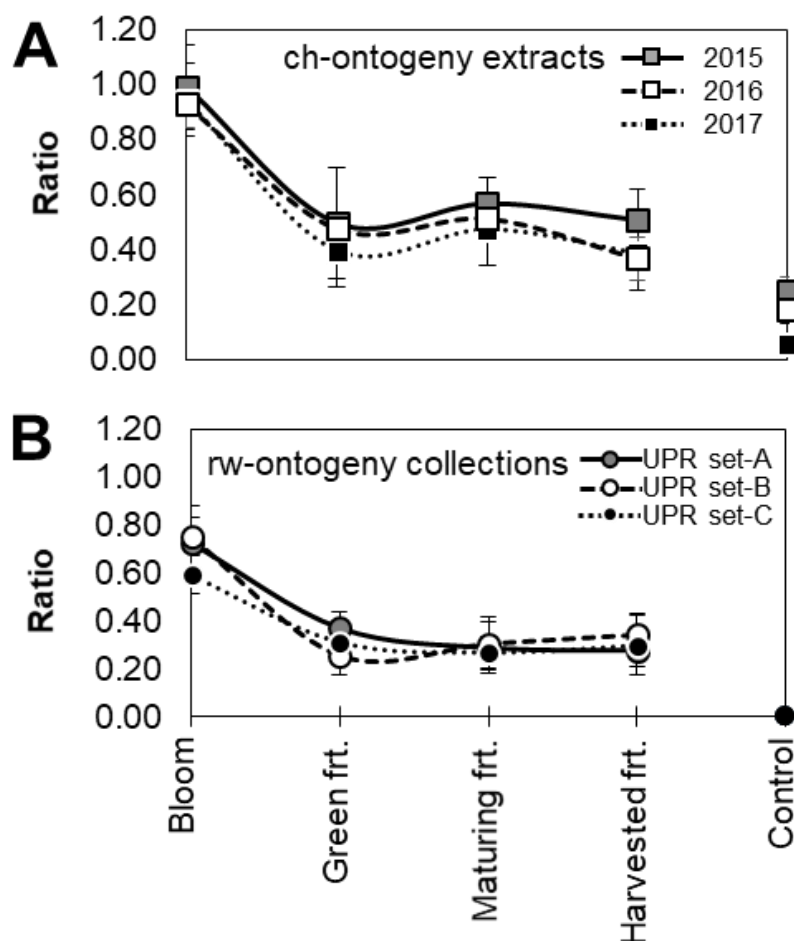 A
ch-ontogeny extracts
2015
2016
2017
Ratio
1.20
1.00
0.80
0.60
0.40
0.20
0.00
B
rw-ontogeny collections
UPR set-A
UPR set-B
UPR set-C
Ratio
1.20
1.00
0.80
0.60
0.40
0.20
0.00
Bloom
Green frt.
Maturing frt.
Harvested frt.
Control